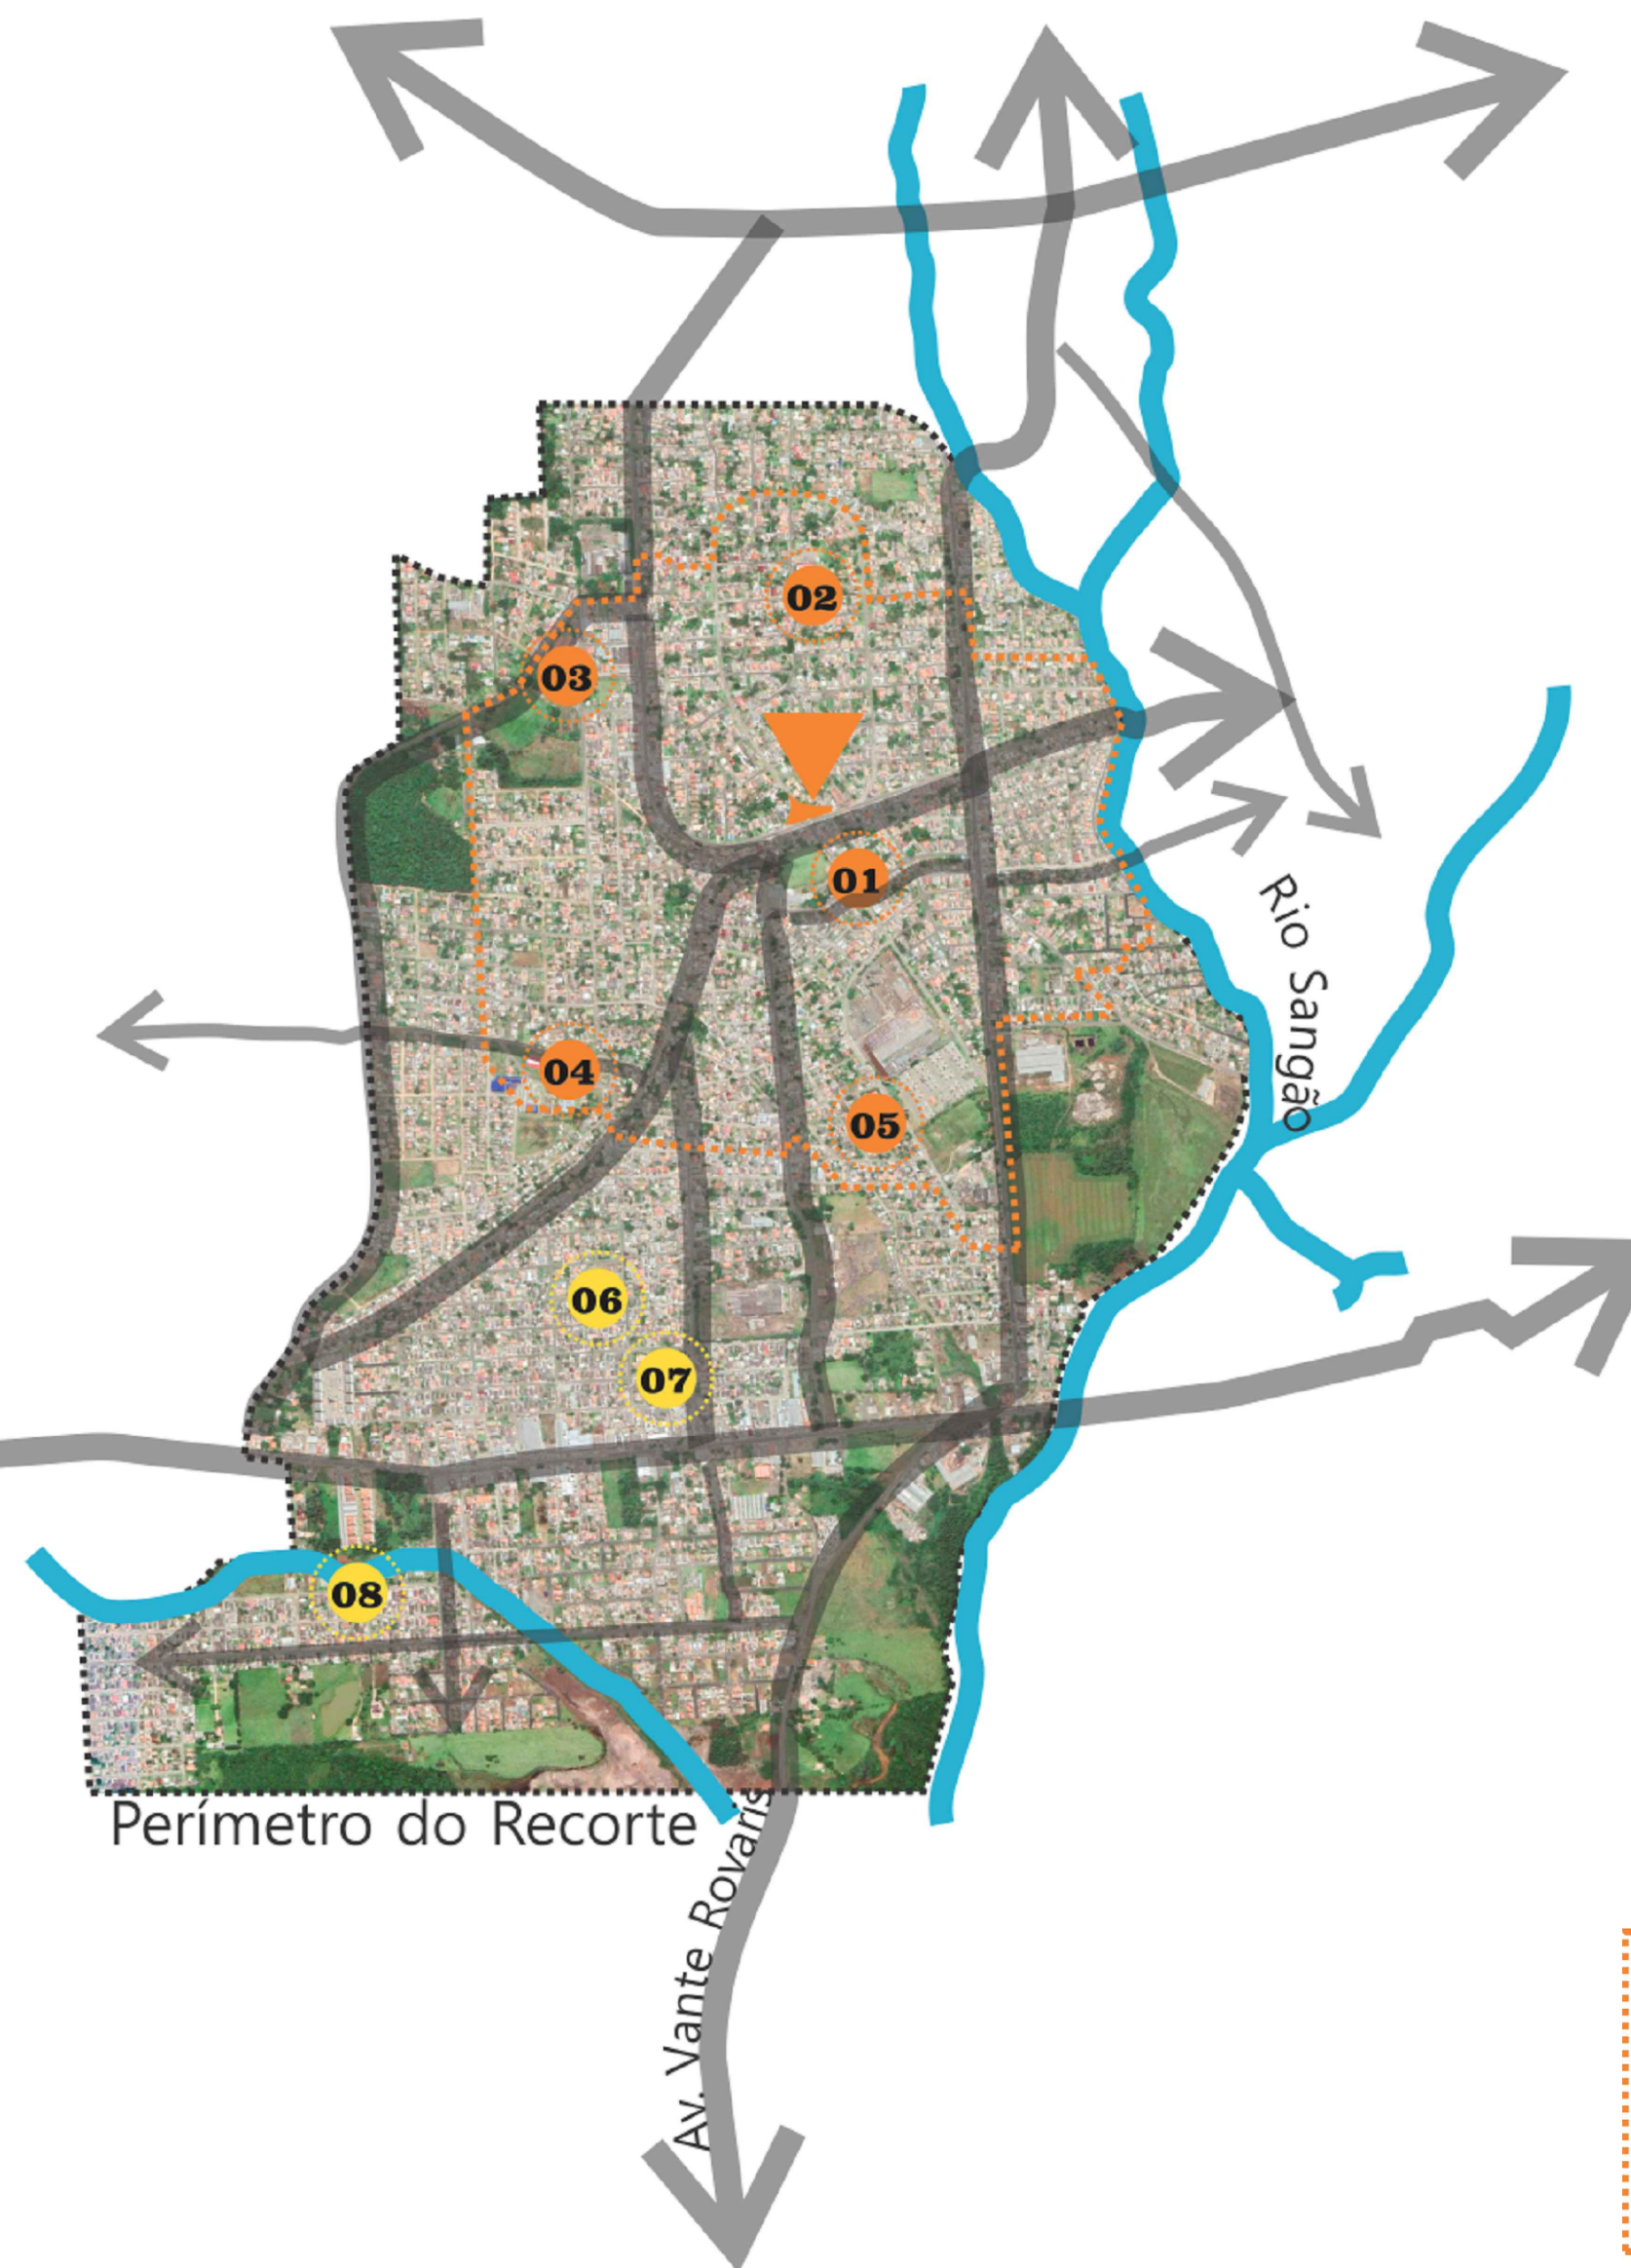 02
03
01
Rio Sangão
04
05
06
07
08
Perímetro do Recorte
Av. Vante Rovaris